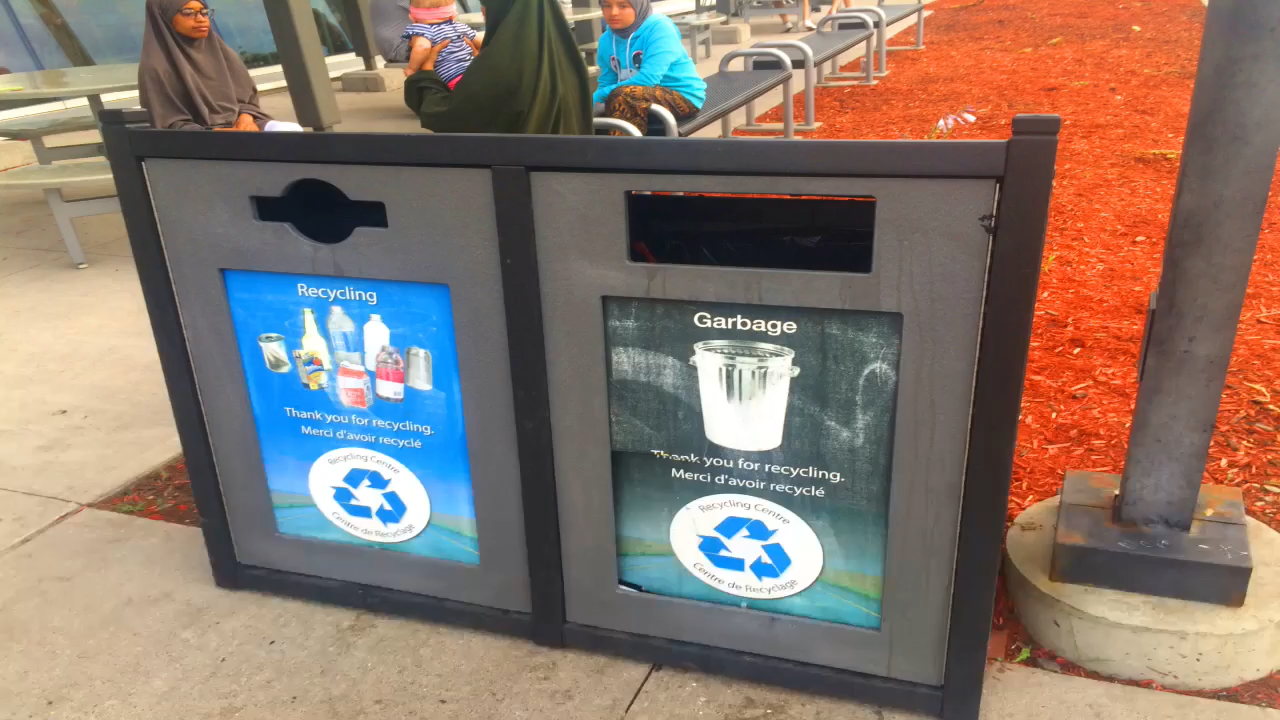 Recycling
Thank you for recycling.
Merci d'avoir recyclé
Recycling Centre
Centre de Recyclage
Garbage
Thank you for recycling.
Merci d'avoir recyclé
Recycling Centre
Centre de Recyclage